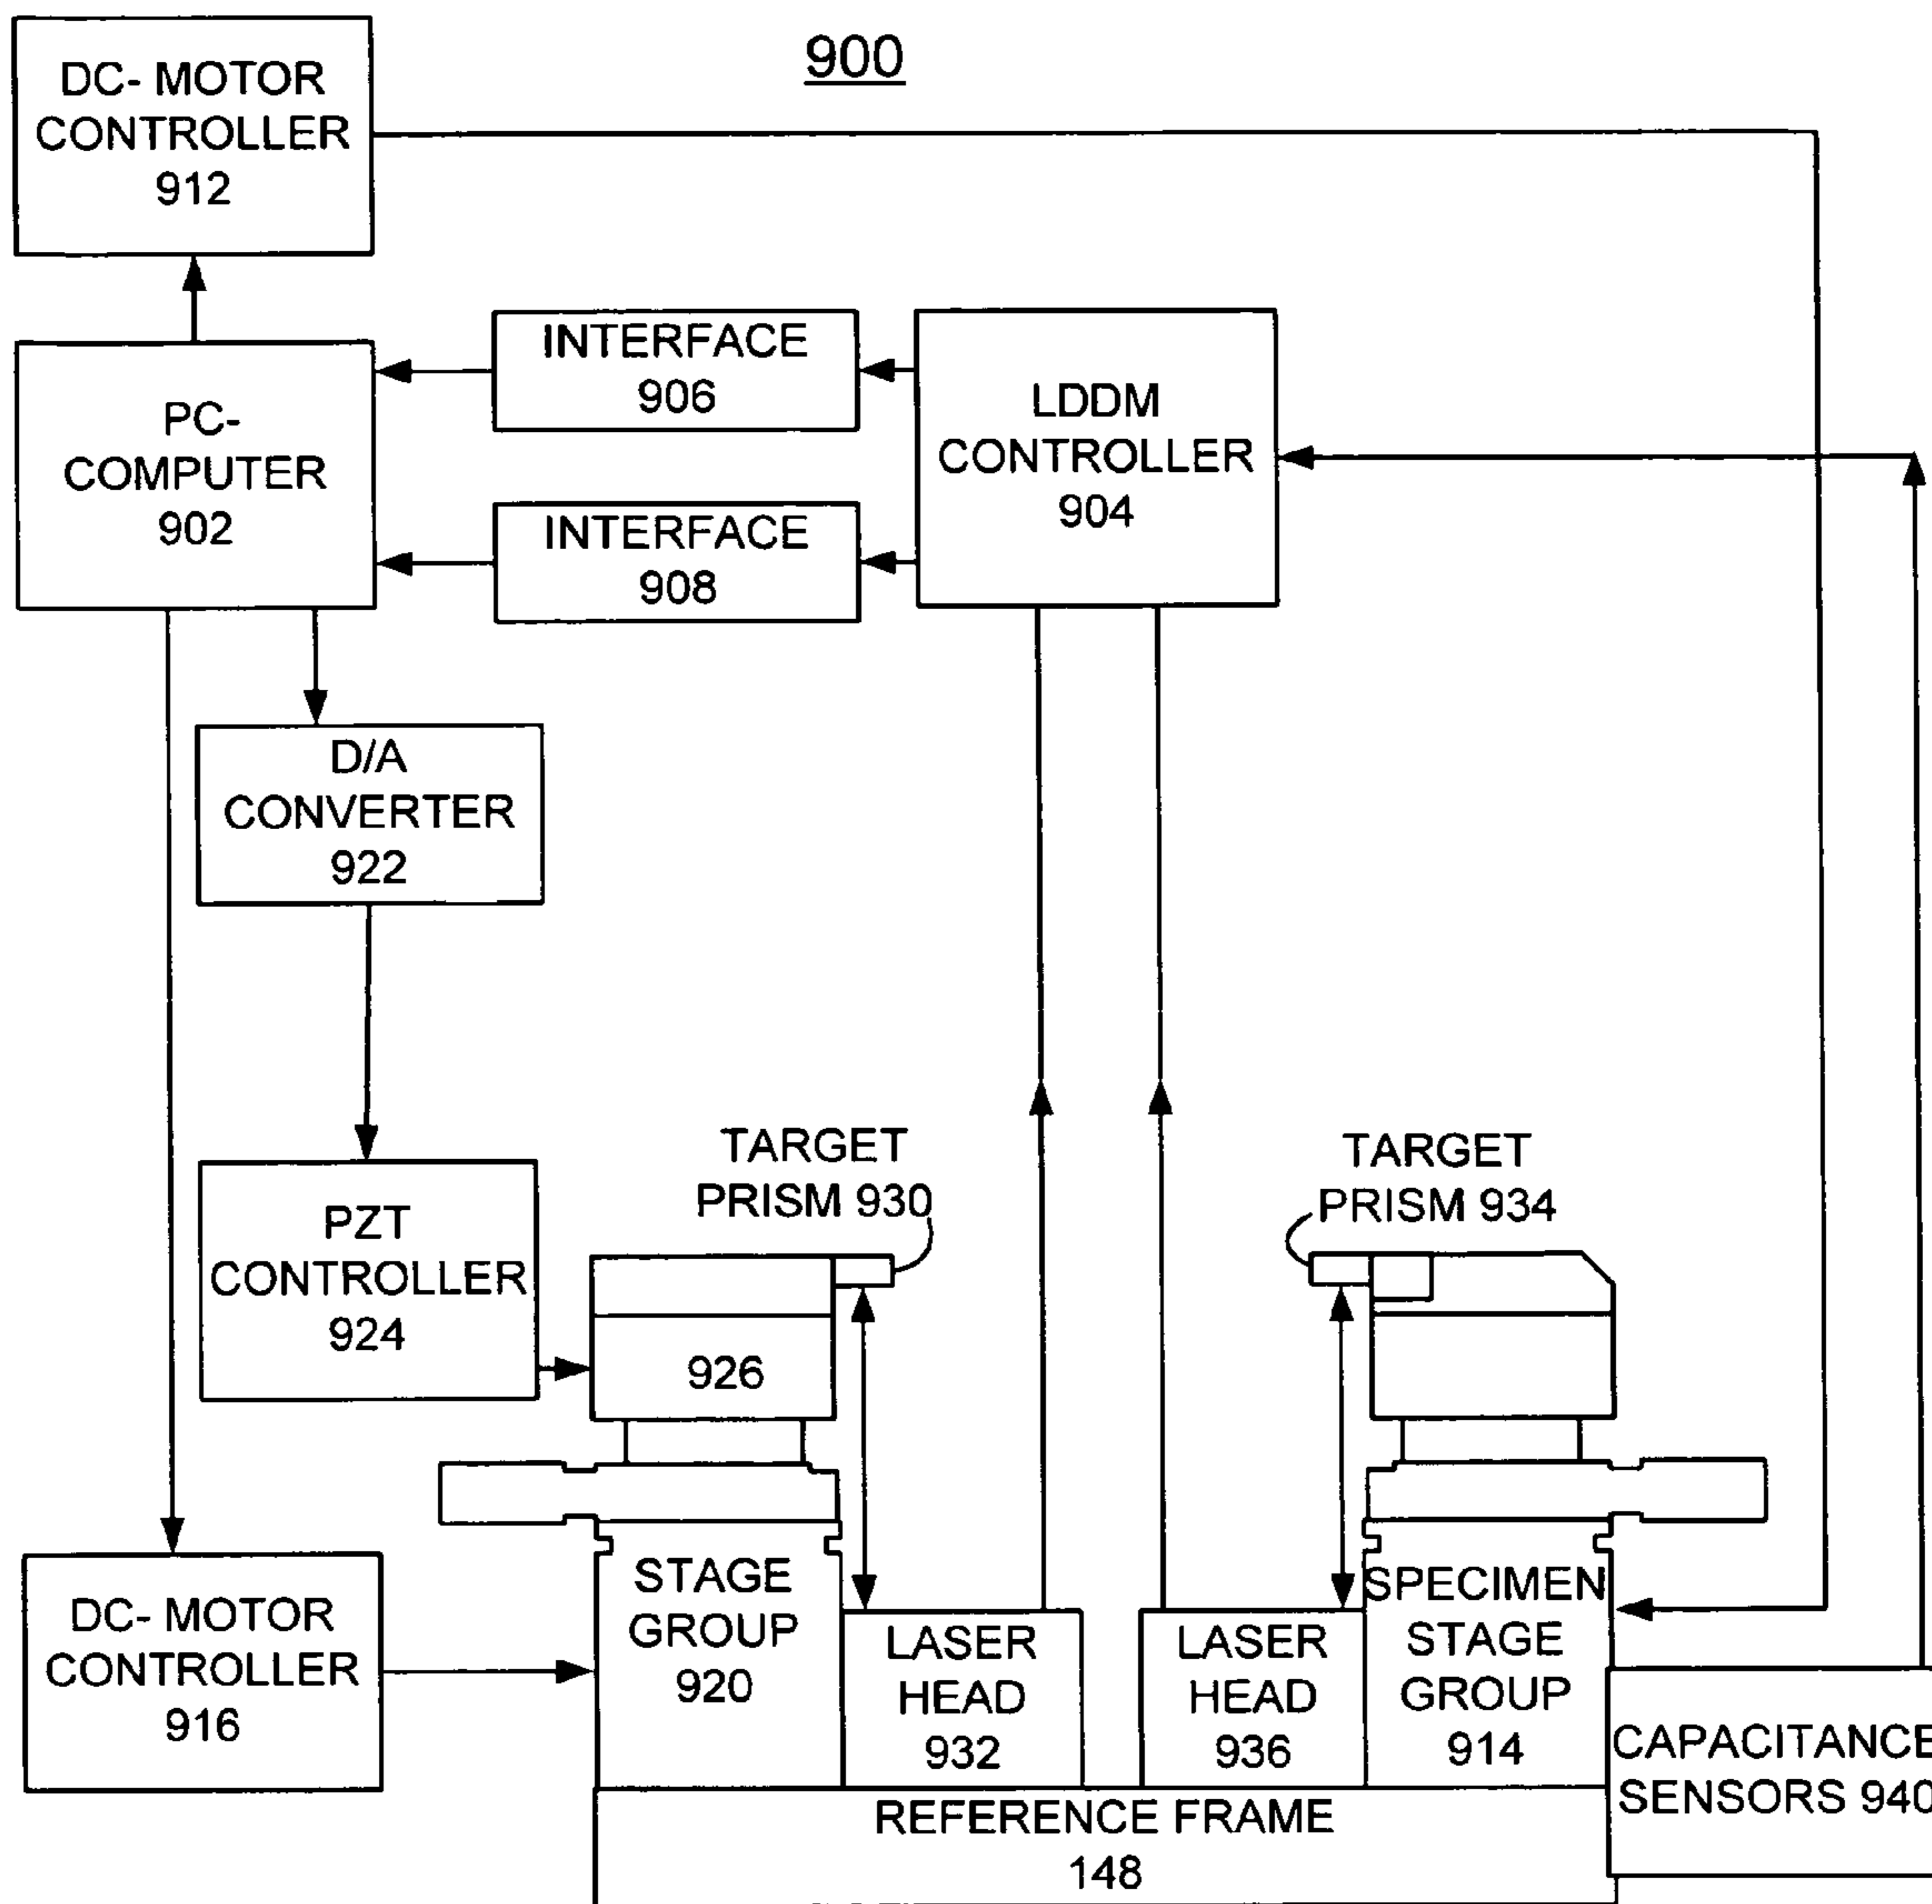 900
DC- MOTOR
CONTROLLER
912
INTERFACE
906
LDDM
CONTROLLER
904
PC-
COMPUTER
902
INTERFACE
908
D/A
CONVERTER
922
PZT
CONTROLLER
924
TARGET
PRISM 930
TARGET
PRISM 934
926
DC- MOTOR
CONTROLLER
916
STAGE
GROUP
920
LASER
HEAD
932
LASER
HEAD
936
SPECIMEN
STAGE
GROUP
914
CAPACITANCE
SENSORS 940
REFERENCE FRAME
148